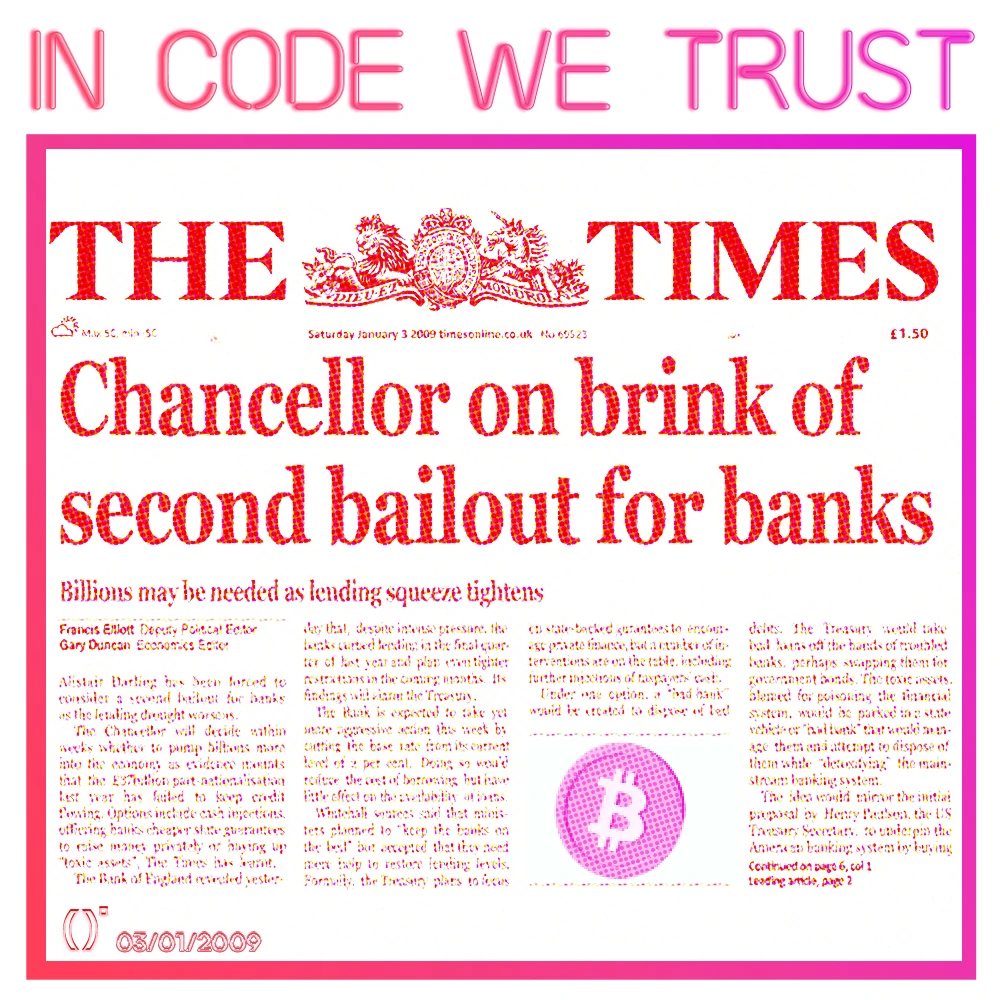 IN CODE WE TRUST
THE TIMES
DIEU·ET MON·DROIT
Max 5C, min -5C
Saturday January 3 2009 timesonline.co.uk No 69523
£1.50
Chancellor on brink of
second bailout for banks
Billions may be needed as lending squeeze tightens
Francis Elliott Deputy Political Editor
Gary Duncan Economics Editor
Alistair Darling has been forced to
consider a second bailout for banks
as the lending drought worsens.
The Chancellor will decide within
weeks whether to pump billions more
into the economy as evidence mounts
that the £37billion part-nationalisation
last year has failed to keep credit
flowing. Options include cash injections,
offering banks cheaper state guarantees
to raise money privately or buying up
"toxic assets", The Times has learnt.
The Bank of England revealed yester-
day that, despite intense pressure, the
banks curbed lending in the final quar-
ter of last year and plan even tighter
restrictions in the coming months. Its
findings will alarm the Treasury.
The Bank is expected to take yet
more aggressive action this week by
cutting the base rate from its current
level of 2 per cent. Doing so would
reduce the cost of borrowing but have
little effect on the availability of loans.
Whitehall sources said that minis-
ters planned to "keep the banks on
the boil" but accepted that they need
more help to restore lending levels.
Formally, the Treasury plans to focus
on state-backed gurantees to encour-
age private finance, but a number of in-
terventions are on the table, including
further injections of taxpayers' cash.
Under one option, a "bad bank"
would be created to dispose of bad
debts. The Treasury would take
bad loans off the hands of troubled
banks, perhaps swapping them for
government bonds. The toxic assets,
blamed for poisoning the financial
system, would be parked in a state
vehicle or "bad bank" that would man-
age them and attempt to dispose of
them while "detoxifying" the main-
stream banking system.
The idea would mirror the initial
proposal by Henry Paulson, the US
Treasury Secretary, to underpin the
American banking system by buying
Continued on page 6, col 1
Leading article, page 2
03/01/2009